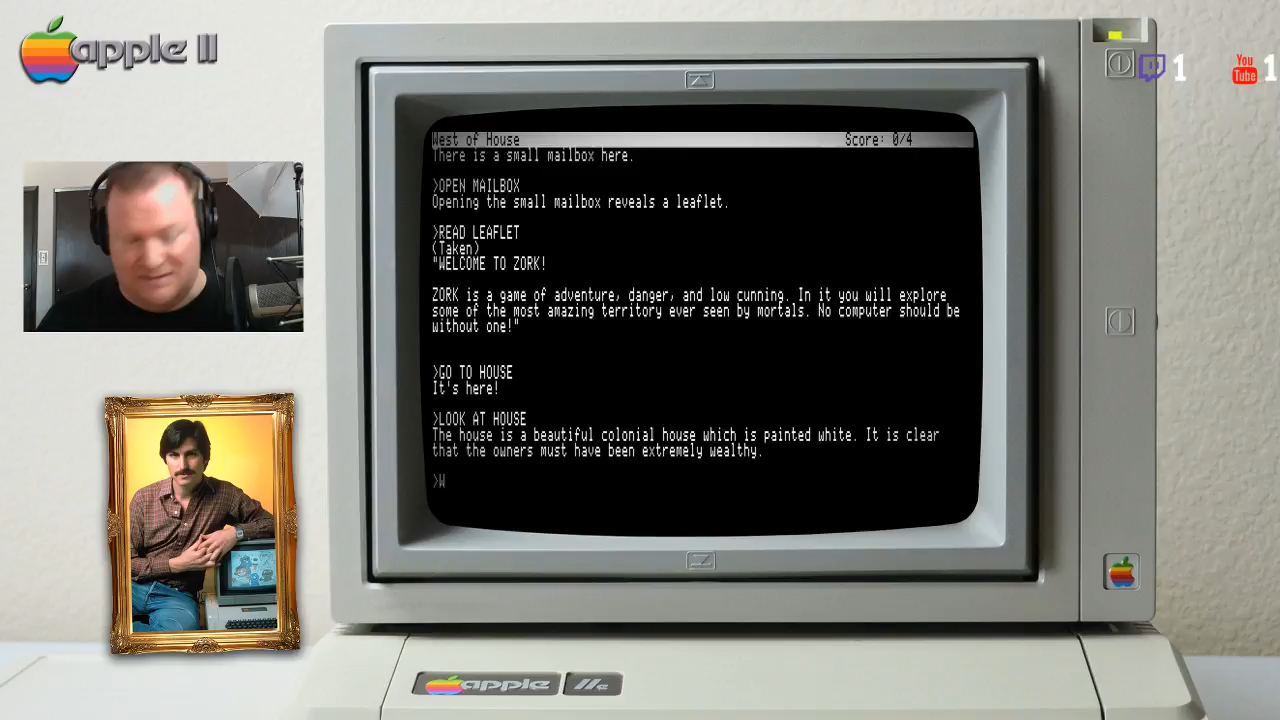 apple II
1
You
Tube 1
West of House Score: 0/4
There is a small mailbox here.
>OPEN MAILBOX
Opening the small mailbox reveals a leaflet.
>READ LEAFLET
(Taken)
"WELCOME TO ZORK!
ZORK is a game of adventure, danger, and low cunning. In it you will explore
some of the most amazing territory ever seen by mortals. No computer should be
without one!"
>GO TO HOUSE
It's here!
>LOOK AT HOUSE
The house is a beautiful colonial house which is painted white. It is clear
that the owners must have been extremely wealthy.
>W
apple //e